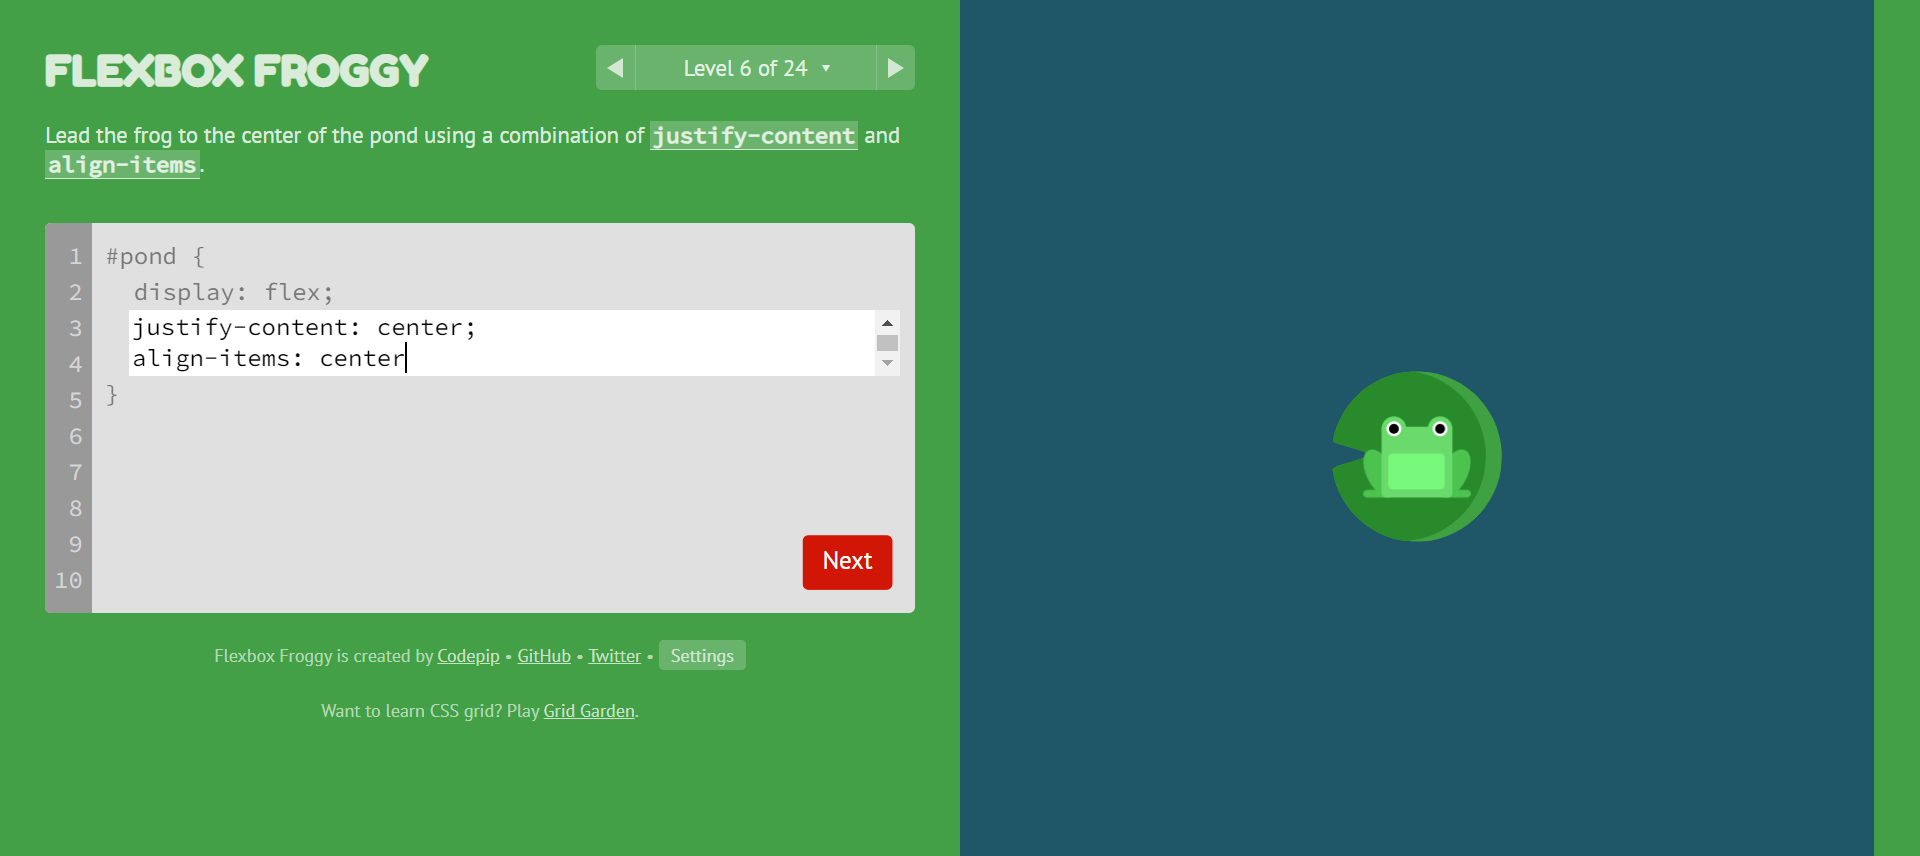 FLEXBOX FROGGY
Level 6 of 24
Lead the frog to the center of the pond using a combination of justify-content and
align-items.
1 #pond {
2 display: flex;
3 justify-content: center;
4 align-items: center
5 }
6
7
8
9
10
Next
Flexbox Froggy is created by Codepip • GitHub • Twitter • Settings
Want to learn CSS grid? Play Grid Garden.